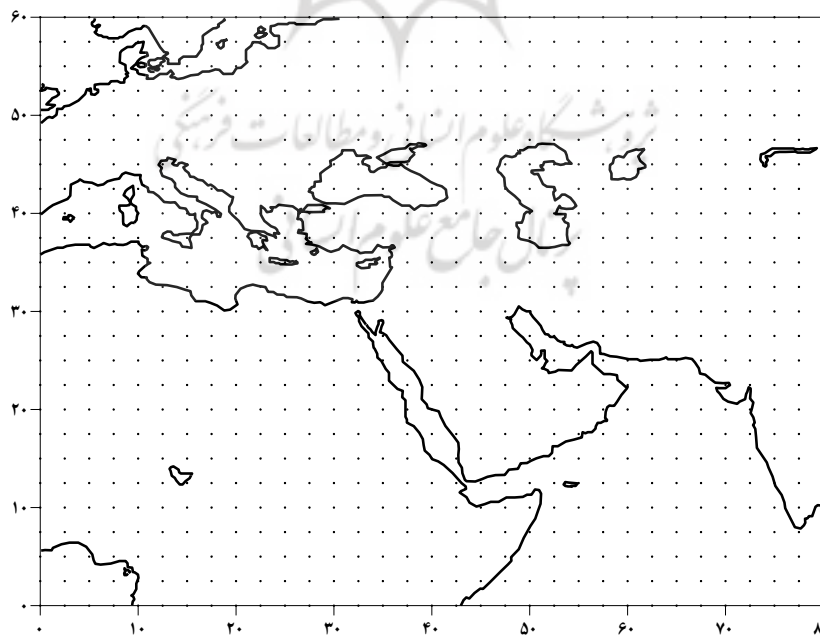 ۶۰
۵۰
پژوهشگاه علوم انسانی و مطالعات فرهنگی
۴۰
پرتال جامع علوم انسانی
۳۰
۲۰
۱۰
۰
۰ ۱۰ ۲۰ ۳۰ ۴۰ ۵۰ ۶۰ ۷۰ ۸